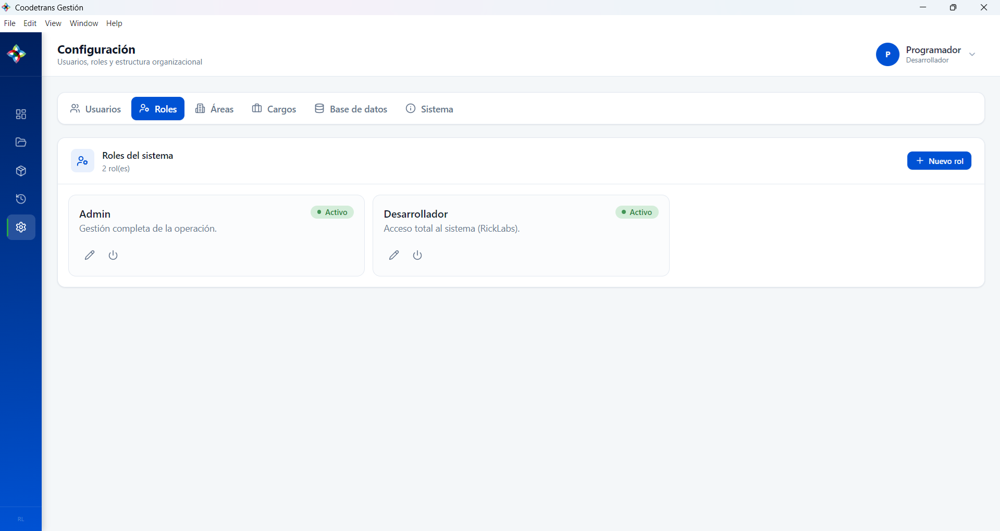 Coodetrans Gestión
File Edit View Window Help
Configuración
Usuarios, roles y estructura organizacional
P
Programador
Desarrollador
Usuarios
Roles
Áreas
Cargos
Base de datos
Sistema
Roles del sistema
2 rol(es)
Nuevo rol
Admin
Activo
Gestión completa de la operación.
Desarrollador
Activo
Acceso total al sistema (RickLabs).
RL